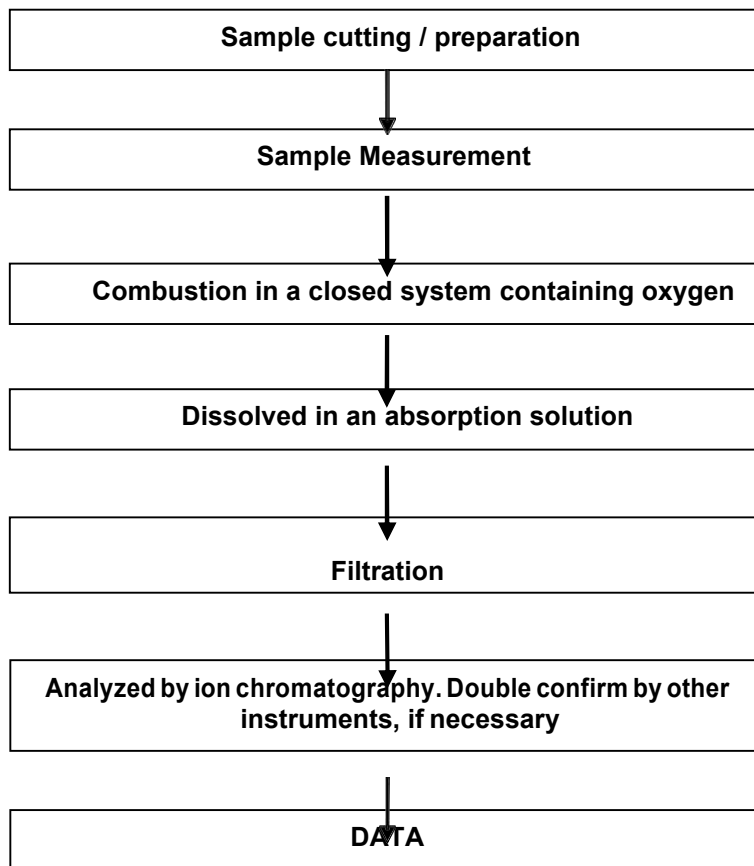 Sample cutting / preparation
Sample Measurement
Combustion in a closed system containing oxygen
Dissolved in an absorption solution
Filtration
Analyzed by ion chromatography. Double confirm by other
instruments, if necessary
DATA